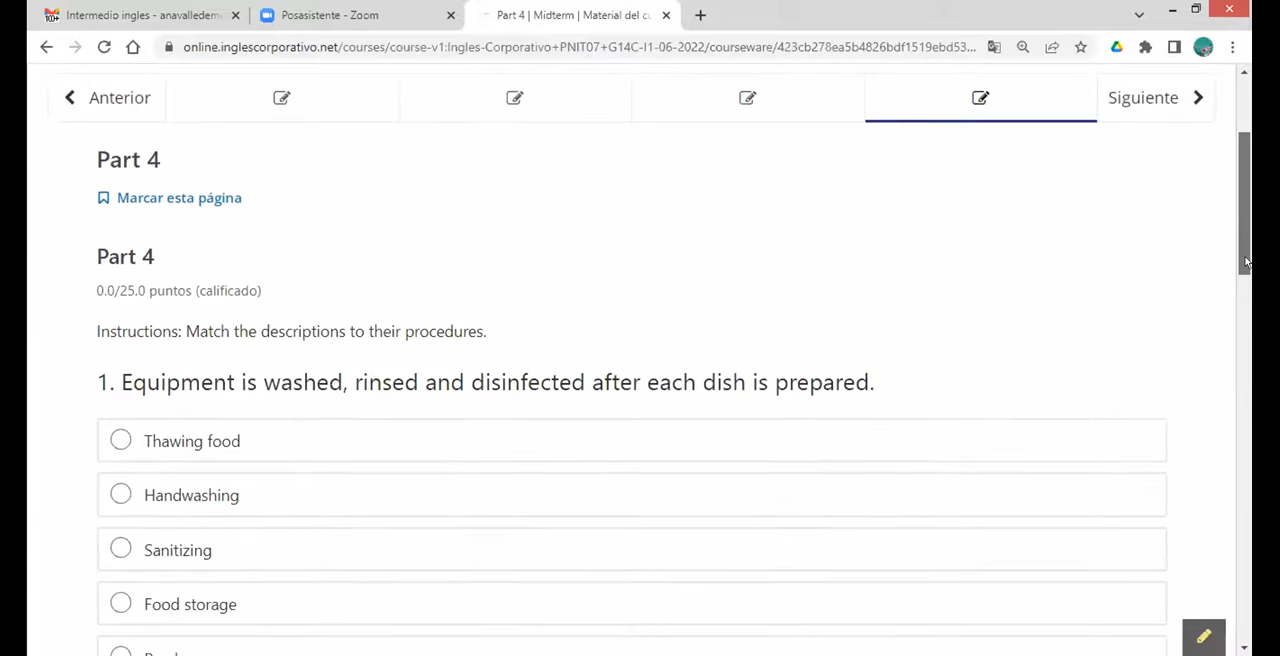 Intermedio ingles - anavalledem
Posasistente - Zoom
Part 4 | Midterm | Material del cu
online.inglescorporativo.net/courses/course-v1:Ingles-Corporativo+PNIT07+G14C-I1-06-2022/courseware/423cb278ea5b4826bdf1519ebd53...
Anterior
Siguiente
Part 4
Marcar esta página
Part 4
0.0/25.0 puntos (calificado)
Instructions: Match the descriptions to their procedures.
1. Equipment is washed, rinsed and disinfected after each dish is prepared.
Thawing food
Handwashing
Sanitizing
Food storage